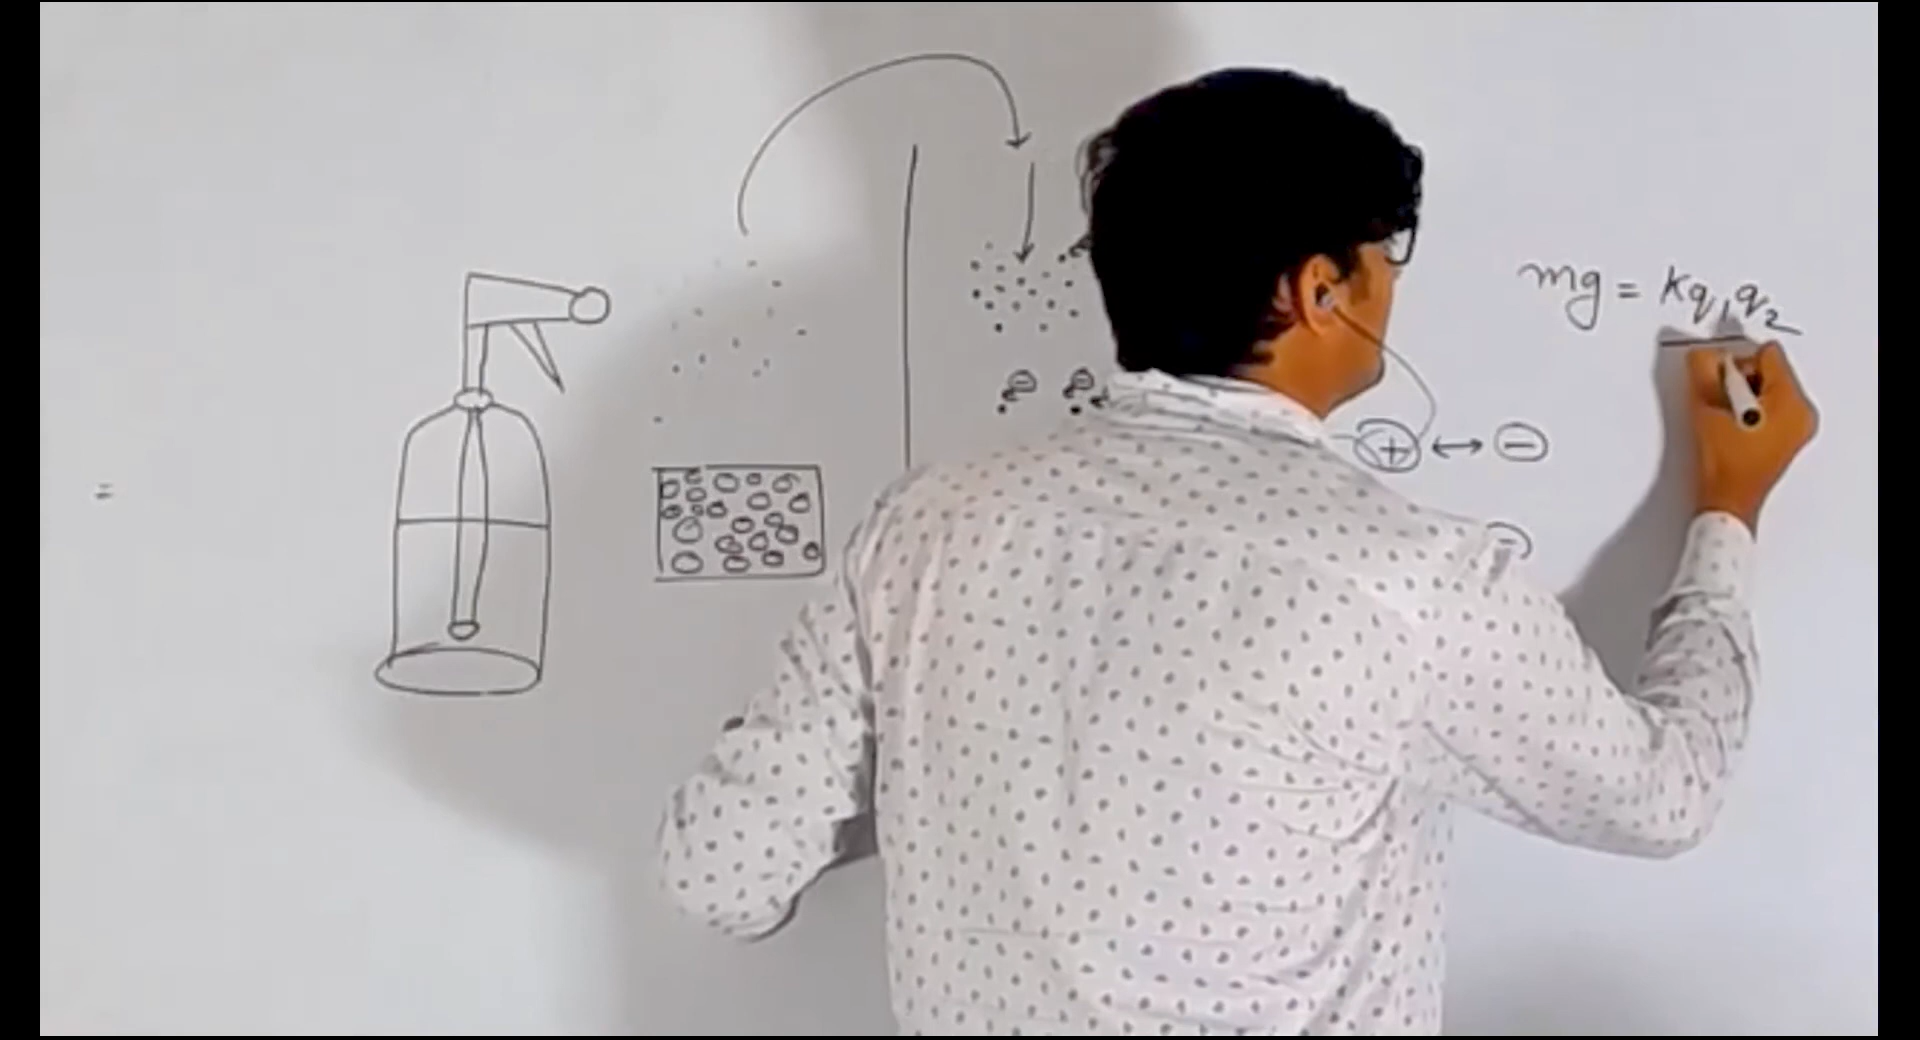 mg = kq₁q₂
+ ↔ −
−
− −
=